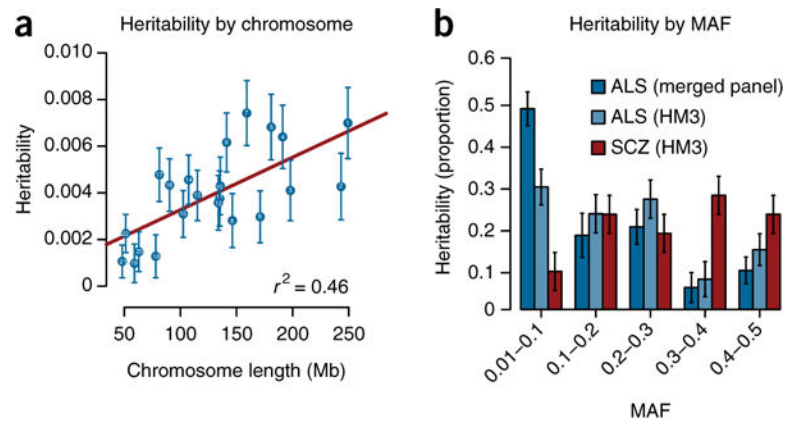 a
Heritability by chromosome
0.010
0.008
0.006
0.004
0.002
0
Heritability
r² = 0.46
50 100 150 200 250
Chromosome length (Mb)
b
Heritability by MAF
0.6
0.5
0.4
0.3
0.2
0.1
0
Heritability (proportion)
ALS (merged panel)
ALS (HM3)
SCZ (HM3)
0.01–0.1
0.1–0.2
0.2–0.3
0.3–0.4
0.4–0.5
MAF